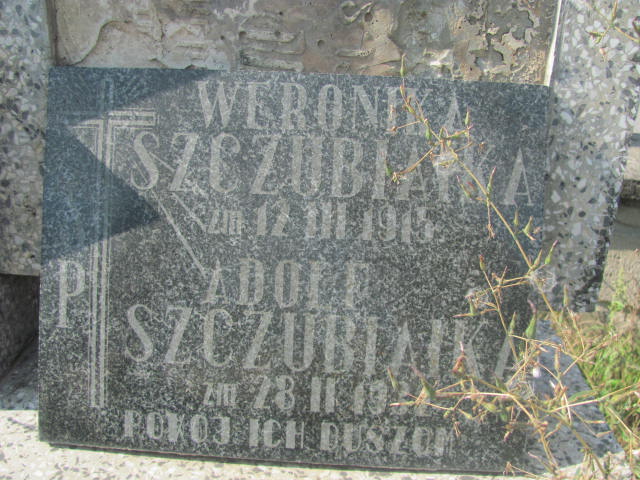 WERONIKA
SZCZUBIAŁKA
zm 12 III 1915
P
ADOLF
SZCZUBIAŁKA
zm 28 II
POKÓJ ICH DUSZOM